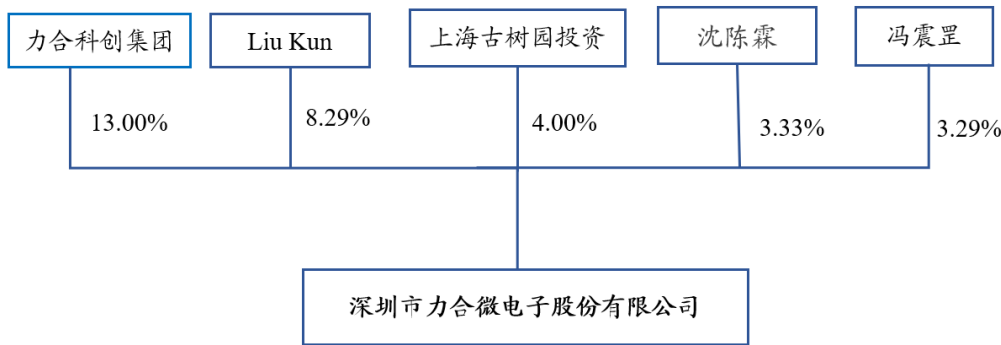 力合科创集团
Liu Kun
上海古树园投资
沈陈霖
冯震罡
13.00%
8.29%
4.00%
3.33%
3.29%
深圳市力合微电子股份有限公司